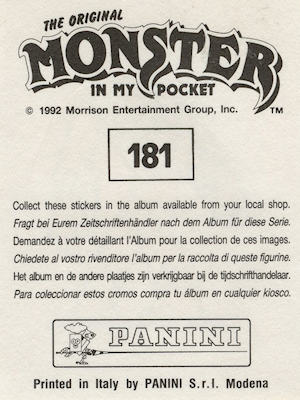 THE ORIGINAL
MONSTER
IN MY POCKET
© 1992 Morrison Entertainment Group, Inc. ™
181
Collect these stickers in the album available from your local shop.
Fragt bei Eurem Zeitschriftenhändler nach dem Album für diese Serie.
Demandez à votre détaillant l'Album pour la collection de ces images.
Chiedete al vostro rivenditore l'album per la raccolta di queste figurine.
Het album en de andere plaatjes zijn verkrijgbaar bij de tijdschrifthandelaar.
Para coleccionar estos cromos compra tu álbum en cualquier kiosco.
PANINI
Printed in Italy by PANINI S.r.l. Modena